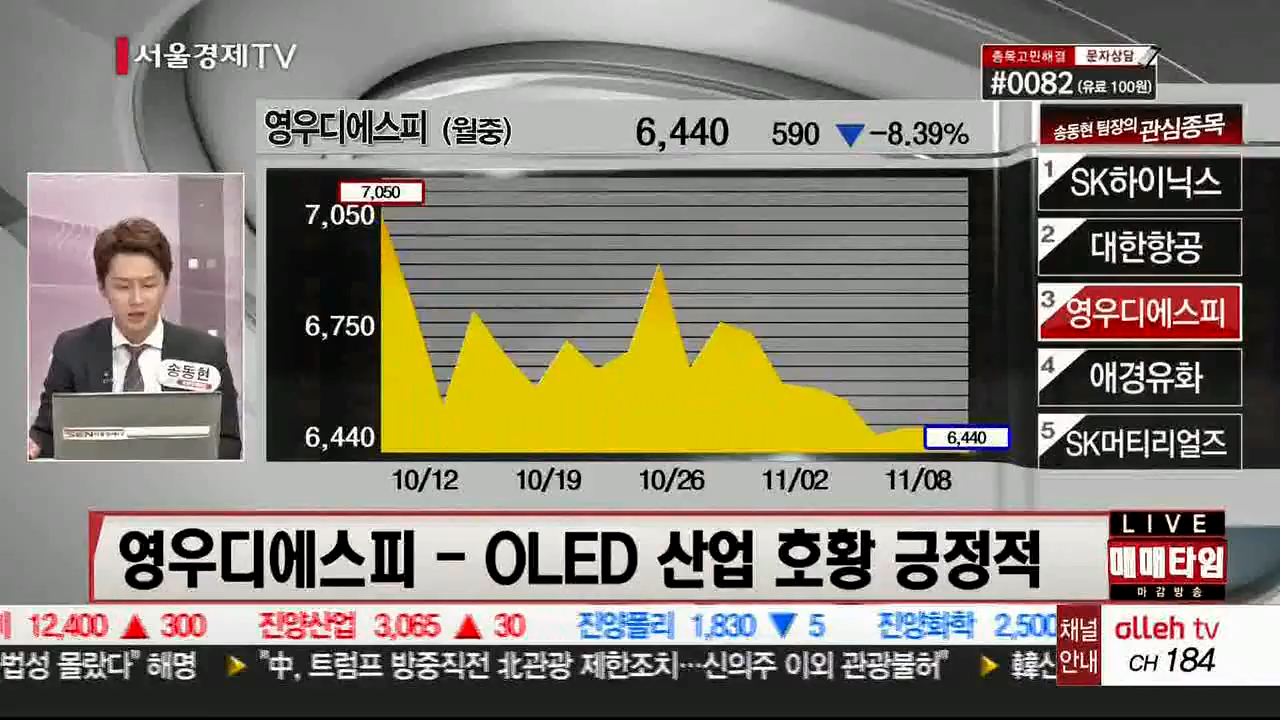 서울경제TV
종목고민해결 문자상담
#0082 (유료 100원)
영우디에스피 (월중) 6,440 590 ▼-8.39%
송동현 팀장의 관심종목
1 SK하이닉스
2 대한항공
3 영우디에스피
4 애경유화
5 SK머티리얼즈
7,050
7,050
6,750
6,440
6,440
10/12 10/19 10/26 11/02 11/08
송동현
영우디에스피 - OLED 산업 호황 긍정적
LIVE
매매타임
마감방송
12,400 ▲ 300 진양산업 3,065 ▲ 30 진양폴리 1,830 ▼ 5 진양화학 2,500
법성 몰랐다" 해명 ▶ "中, 트럼프 방중직전 北관광 제한조치…신의주 이외 관광불허" ▶ 韓
채널
안내
olleh tv
CH 184